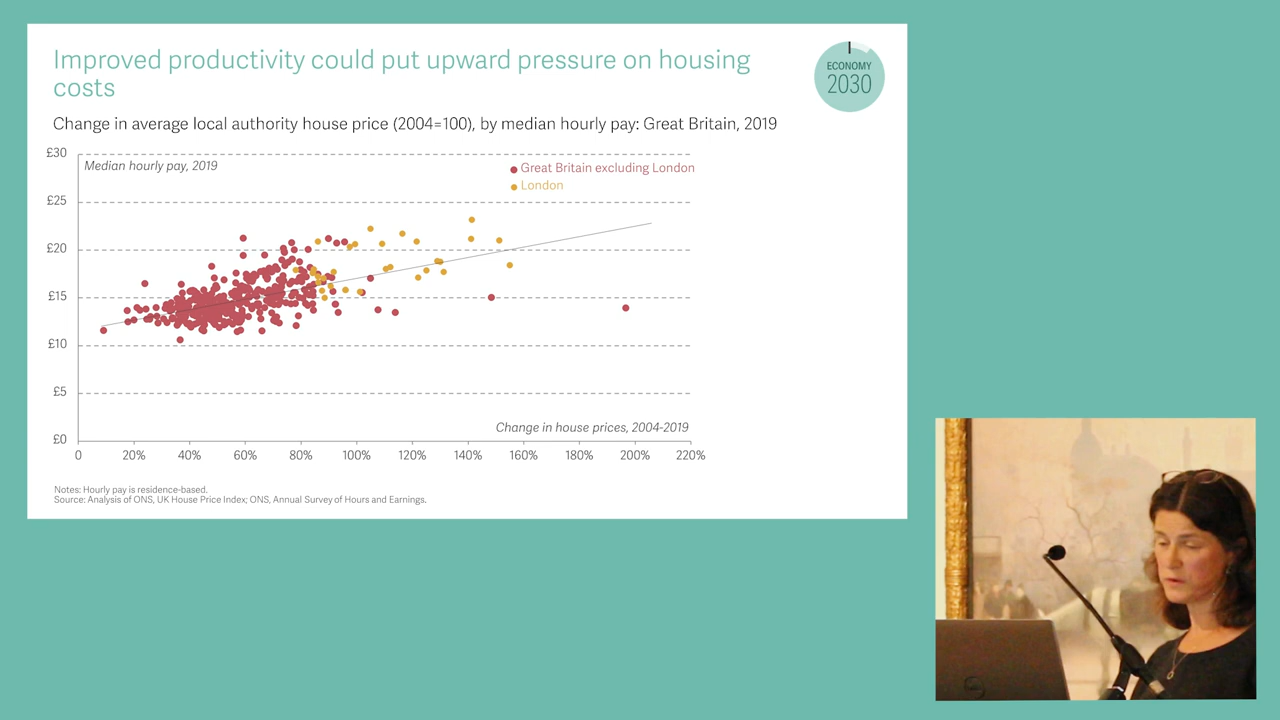 Improved productivity could put upward pressure on housing
costs
ECONOMY
2030
Change in average local authority house price (2004=100), by median hourly pay: Great Britain, 2019
£30
Median hourly pay, 2019
Great Britain excluding London
London
£25
£20
£15
£10
£5
£0
Change in house prices, 2004-2019
0 20% 40% 60% 80% 100% 120% 140% 160% 180% 200% 220%
Notes: Hourly pay is residence-based.
Source: Analysis of ONS, UK House Price Index; ONS, Annual Survey of Hours and Earnings.